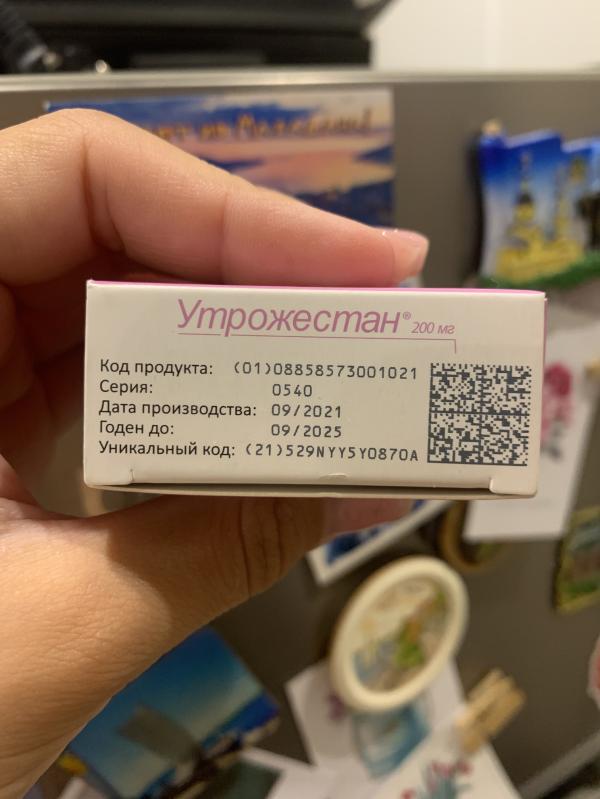 Утрожестан® 200 мг
Код продукта: (01)08858573001021
Серия: 0540
Дата производства: 09/2021
Годен до: 09/2025
Уникальный код: (21)529NYY5Y0870A